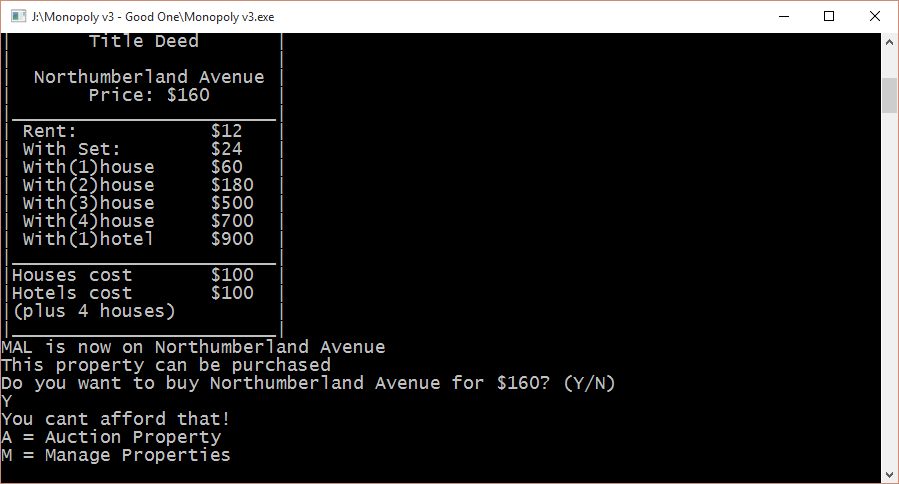 J:\Monopoly v3 - Good One\Monopoly v3.exe
Title Deed
Northumberland Avenue
Price: $160
Rent: $12
With Set: $24
With(1)house $60
With(2)house $180
With(3)house $500
With(4)house $700
With(1)hotel $900
Houses cost $100
Hotels cost $100
(plus 4 houses)
MAL is now on Northumberland Avenue
This property can be purchased
Do you want to buy Northumberland Avenue for $160? (Y/N)
Y
You cant afford that!
A = Auction Property
M = Manage Properties